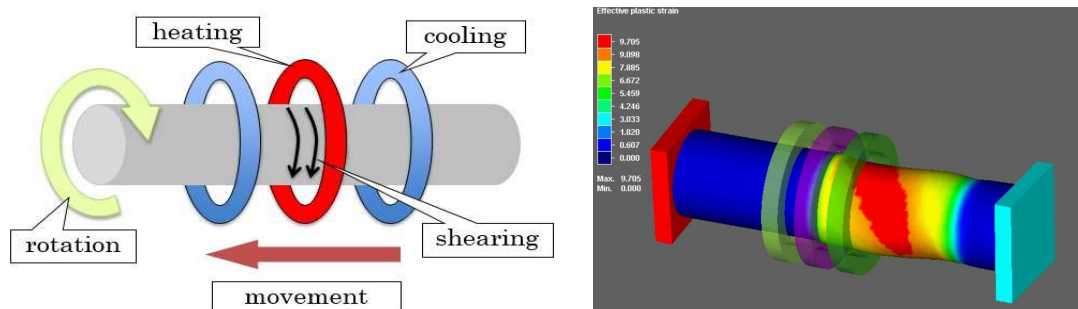 heating
cooling
rotation
shearing
movement
Effective plastic strain
9.705
9.098
7.885
6.672
5.459
4.246
3.033
1.820
0.607
0.000
Max. 9.705
Min. 0.000